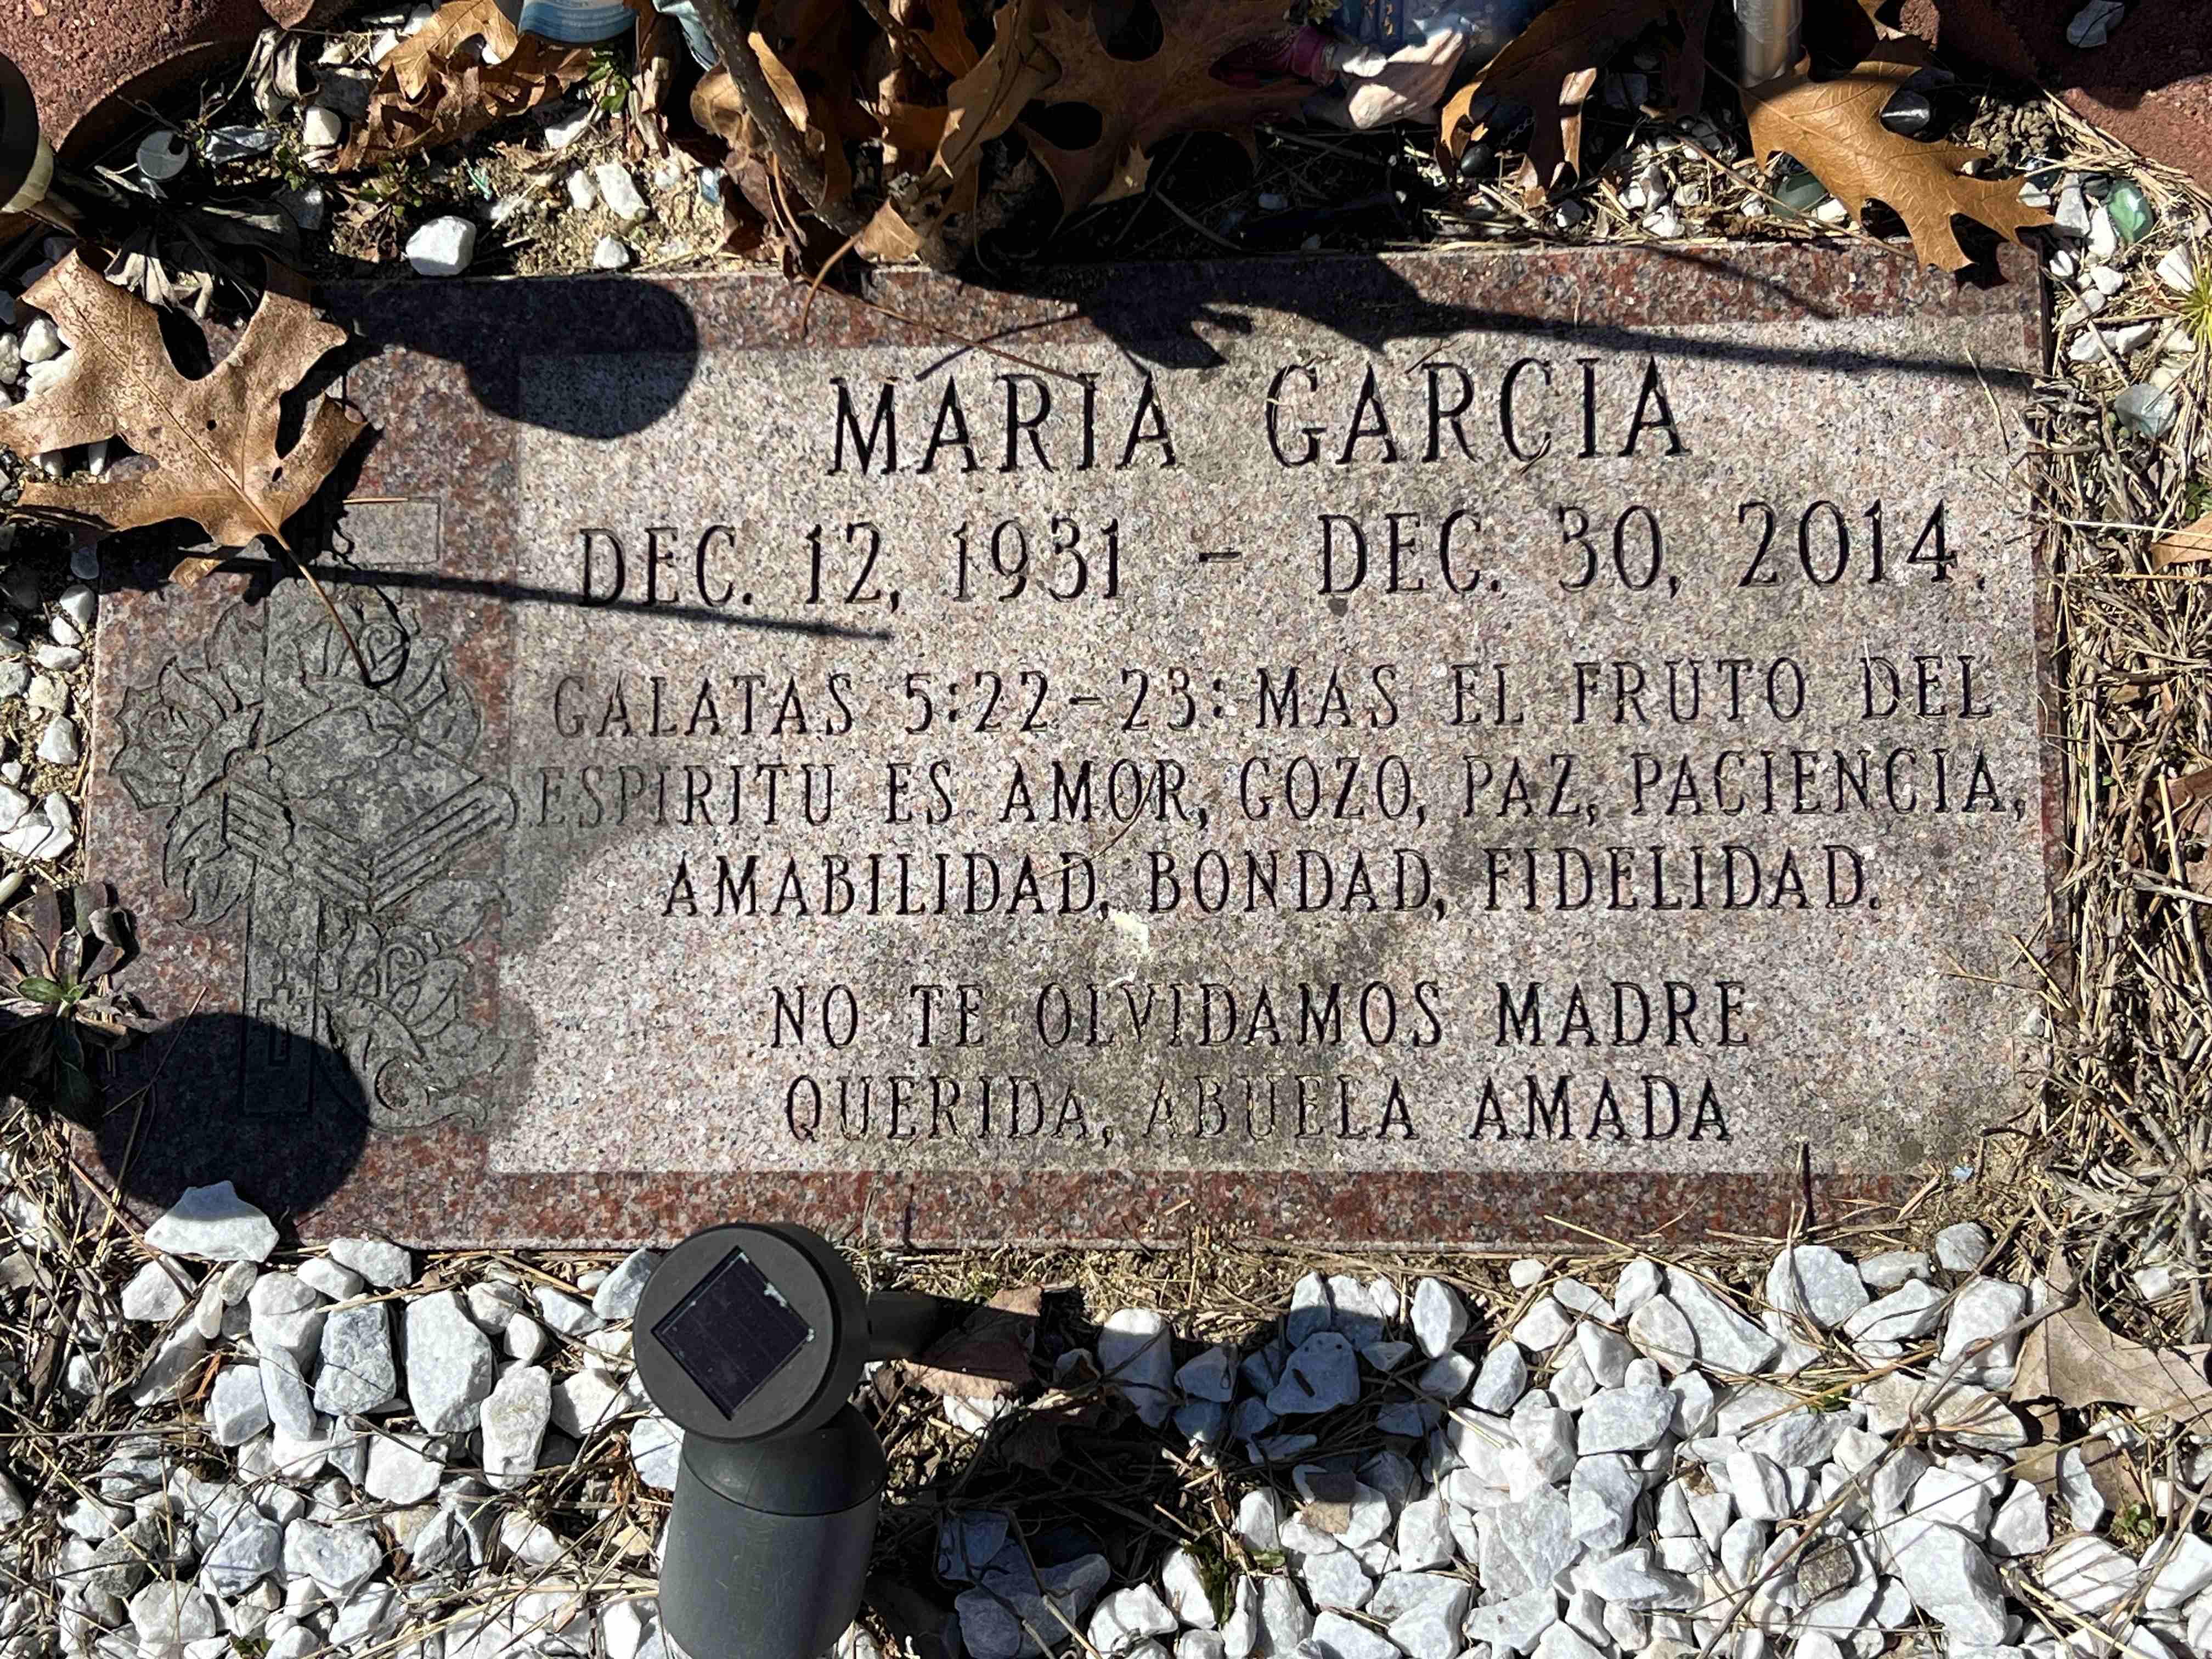 MARIA GARCIA
DEC. 12, 1931 - DEC. 30, 2014.
GALATAS 5:22-23: MAS EL FRUTO DEL
ESPIRITU ES AMOR, GOZO, PAZ, PACIENCIA,
AMABILIDAD, BONDAD, FIDELIDAD.
NO TE OLVIDAMOS MADRE
QUERIDA, ABUELA AMADA